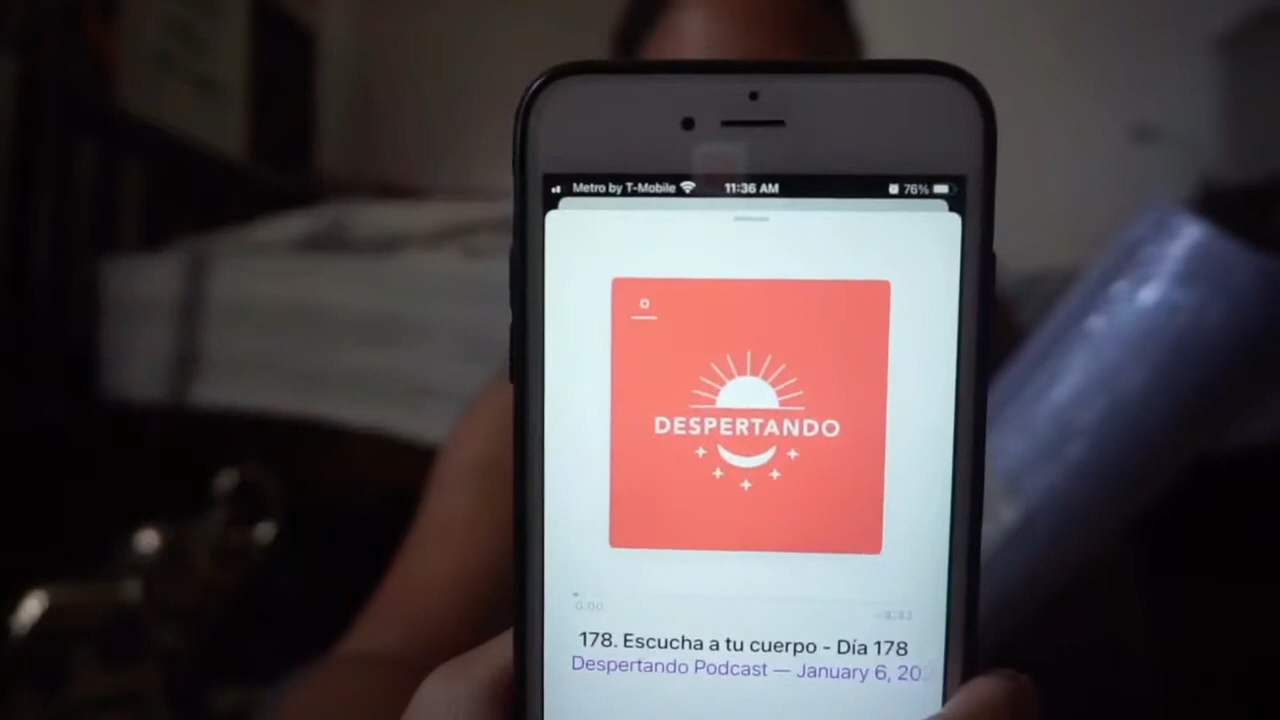 Metro by T-Mobile 11:36 AM 76%
DESPERTANDO
0:00
178. Escucha a tu cuerpo - Día 178
Despertando Podcast — January 6, 20